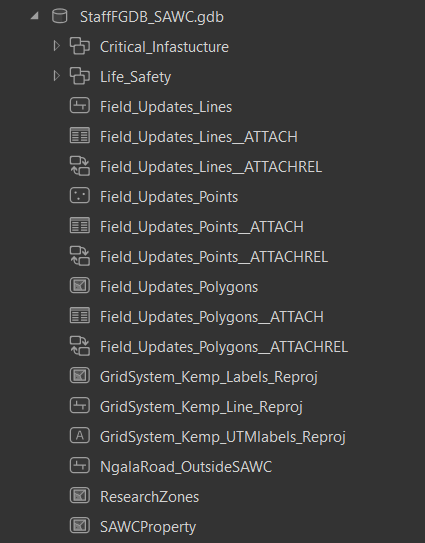 StaffFGDB_SAWC.gdb
Critical_Infastucture
Life_Safety
Field_Updates_Lines
Field_Updates_Lines__ATTACH
Field_Updates_Lines__ATTACHREL
Field_Updates_Points
Field_Updates_Points__ATTACH
Field_Updates_Points__ATTACHREL
Field_Updates_Polygons
Field_Updates_Polygons__ATTACH
Field_Updates_Polygons__ATTACHREL
GridSystem_Kemp_Labels_Reproj
GridSystem_Kemp_Line_Reproj
A GridSystem_Kemp_UTMlabels_Reproj
NgalaRoad_OutsideSAWC
ResearchZones
SAWCProperty